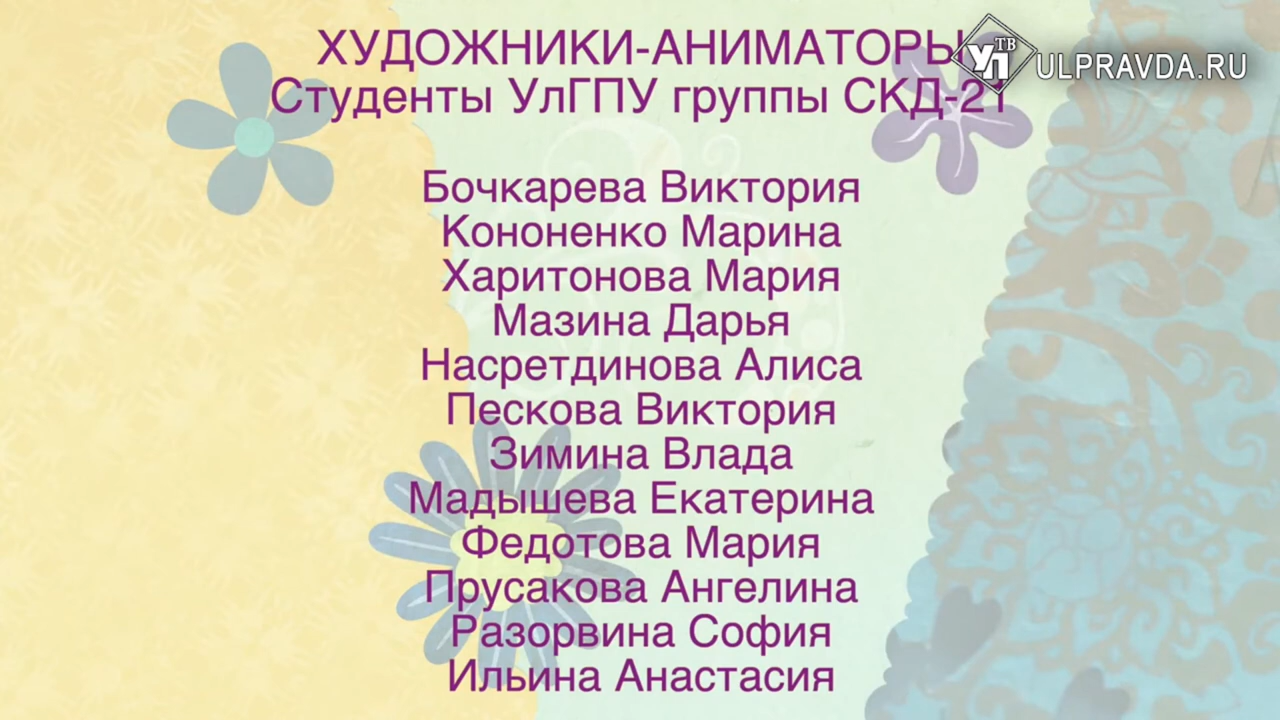 ХУДОЖНИКИ-АНИМАТОРЫ
Студенты УлГПУ группы СКД-21
УП ТВ ULPRAVDA.RU
Бочкарева Виктория
Кононенко Марина
Харитонова Мария
Мазина Дарья
Насретдинова Алиса
Пескова Виктория
Зимина Влада
Мадышева Екатерина
Федотова Мария
Прусакова Ангелина
Разорвина София
Ильина Анастасия